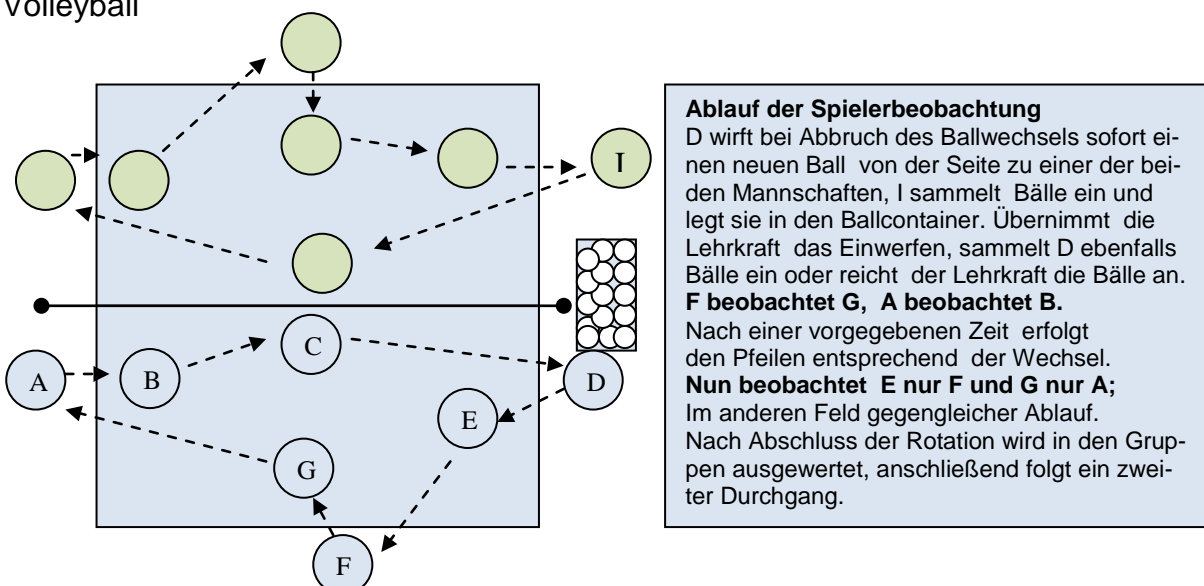 Volleyball
I
C
A
B
D
E
G
F
Ablauf der Spielerbeobachtung
D wirft bei Abbruch des Ballwechsels sofort ei-
nen neuen Ball von der Seite zu einer der bei-
den Mannschaften, I sammelt Bälle ein und
legt sie in den Ballcontainer. Übernimmt die
Lehrkraft das Einwerfen, sammelt D ebenfalls
Bälle ein oder reicht der Lehrkraft die Bälle an.
F beobachtet G, A beobachtet B.
Nach einer vorgegebenen Zeit erfolgt
den Pfeilen entsprechend der Wechsel.
Nun beobachtet E nur F und G nur A;
Im anderen Feld gegengleicher Ablauf.
Nach Abschluss der Rotation wird in den Grup-
pen ausgewertet, anschließend folgt ein zwei-
ter Durchgang.